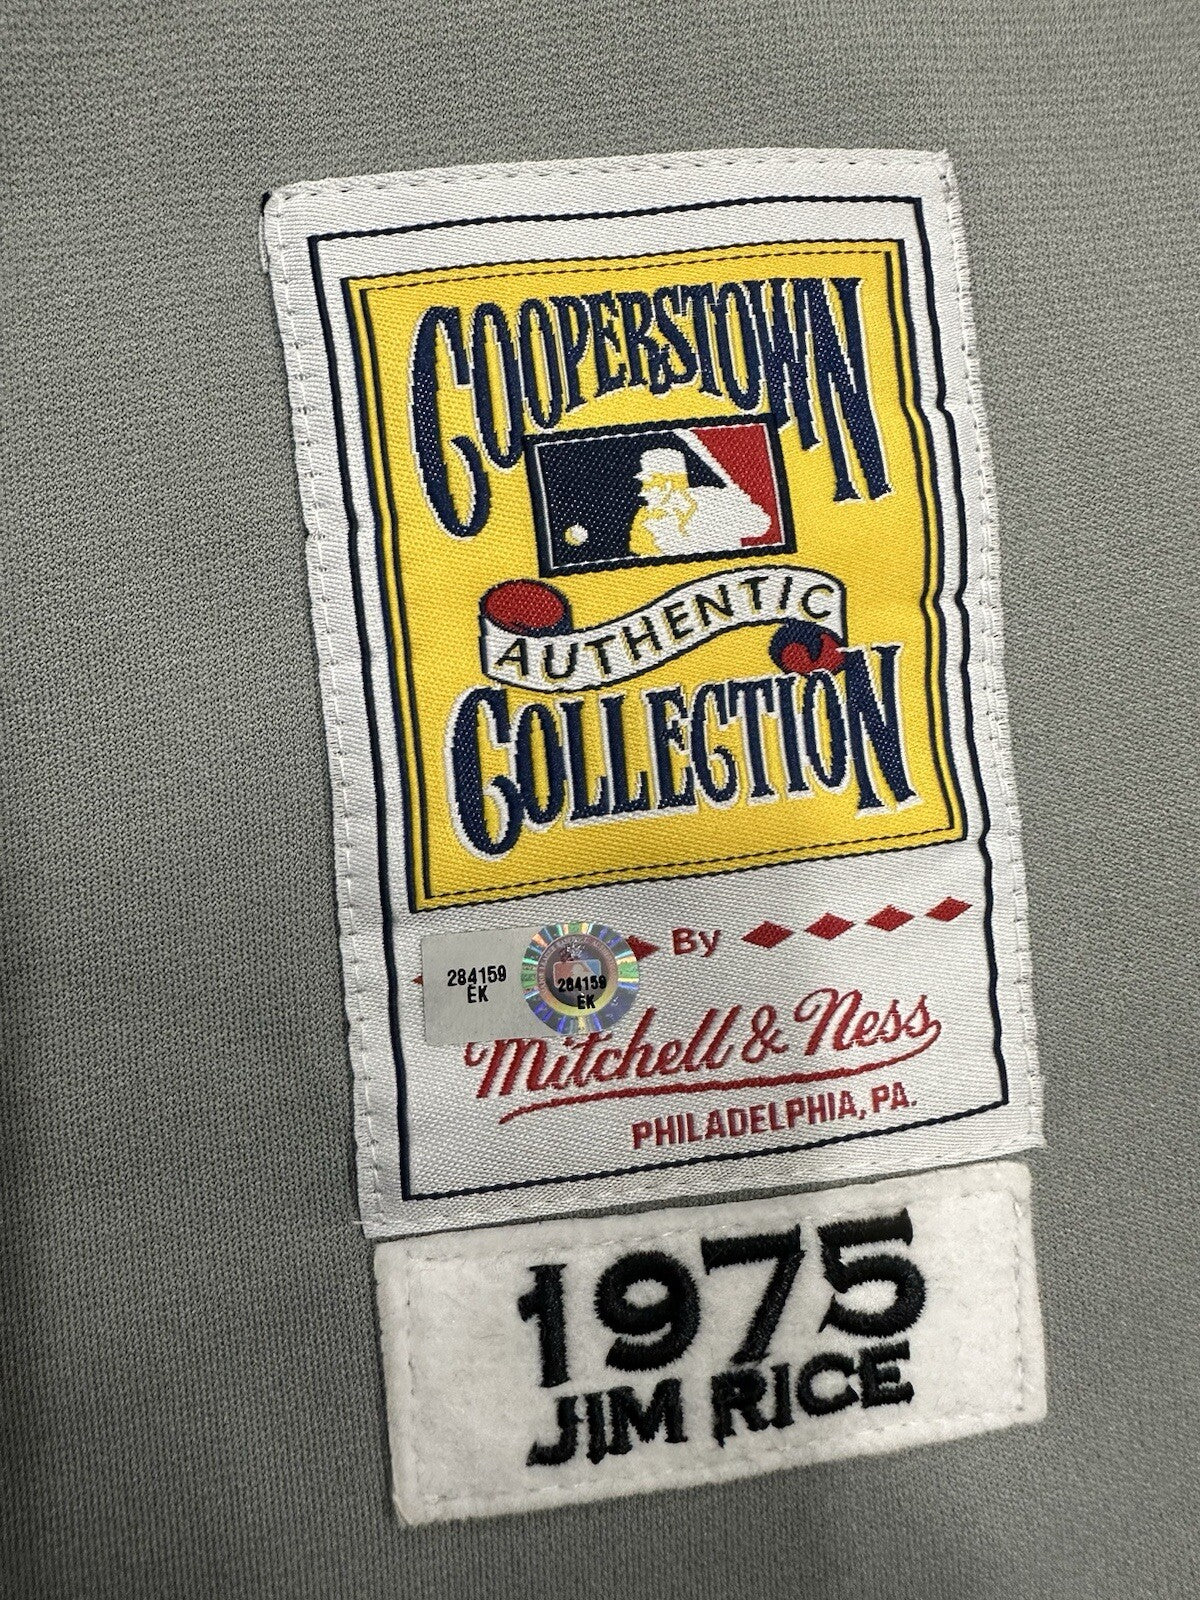 COOPERSTOWN
AUTHENTIC
COLLECTION
By
284159
EK
284159
EK
Mitchell & Ness
PHILADELPHIA, PA.
1975
JIM RICE